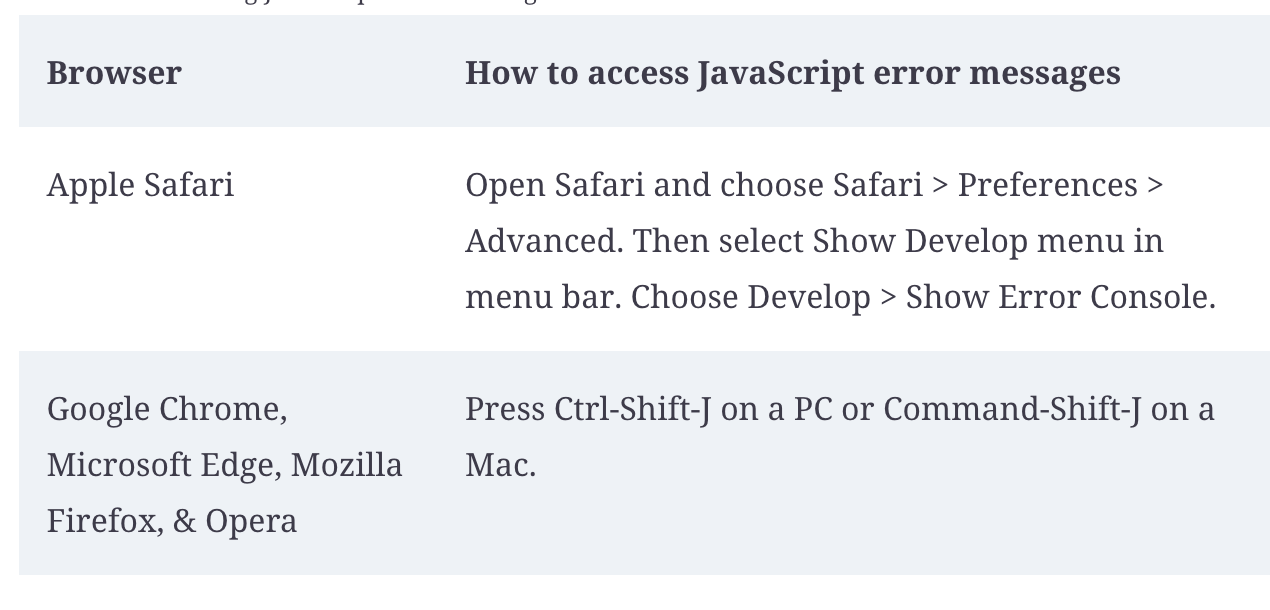 Browser
How to access JavaScript error messages
Apple Safari
Open Safari and choose Safari > Preferences >
Advanced. Then select Show Develop menu in
menu bar. Choose Develop > Show Error Console.
Google Chrome,
Microsoft Edge, Mozilla
Firefox, & Opera
Press Ctrl-Shift-J on a PC or Command-Shift-J on a
Mac.